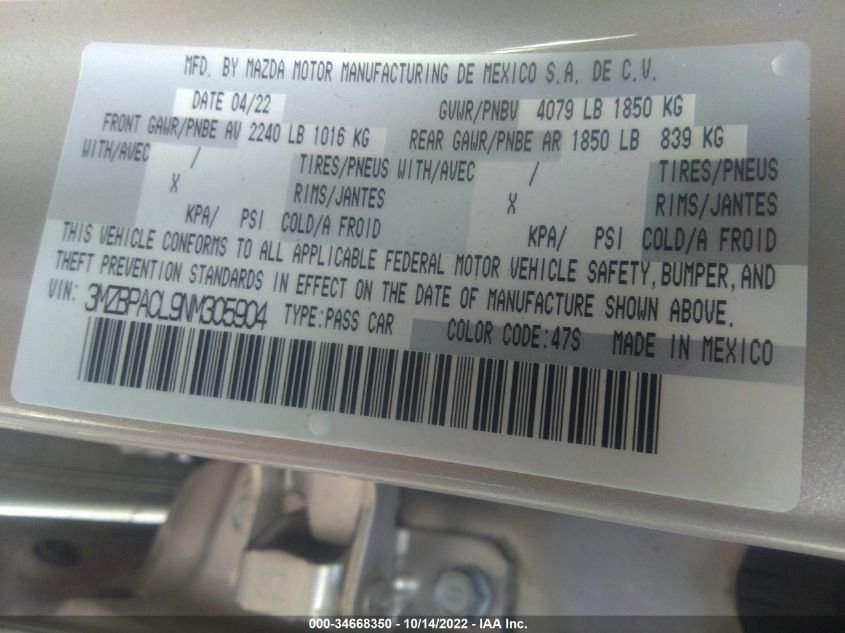 MFD. BY MAZDA MOTOR MANUFACTURING DE MEXICO S.A. DE C.V.
DATE 04/22 GVWR/PNBV 4079 LB 1850 KG
FRONT GAWR/PNBE AV 2240 LB 1016 KG REAR GAWR/PNBE AR 1850 LB 839 KG
WITH/AVEC / TIRES/PNEUS WITH/AVEC / TIRES/PNEUS
X RIMS/JANTES X RIMS/JANTES
KPA/ PSI COLD/A FROID KPA/ PSI COLD/A FROID
THIS VEHICLE CONFORMS TO ALL APPLICABLE FEDERAL MOTOR VEHICLE SAFETY, BUMPER, AND
THEFT PREVENTION STANDARDS IN EFFECT ON THE DATE OF MANUFACTURE SHOWN ABOVE.
VIN: 3MZBPACL9NM305904 TYPE:PASS CAR COLOR CODE:47S MADE IN MEXICO
000-34668350 | 10/14/2022 - IAA Inc.